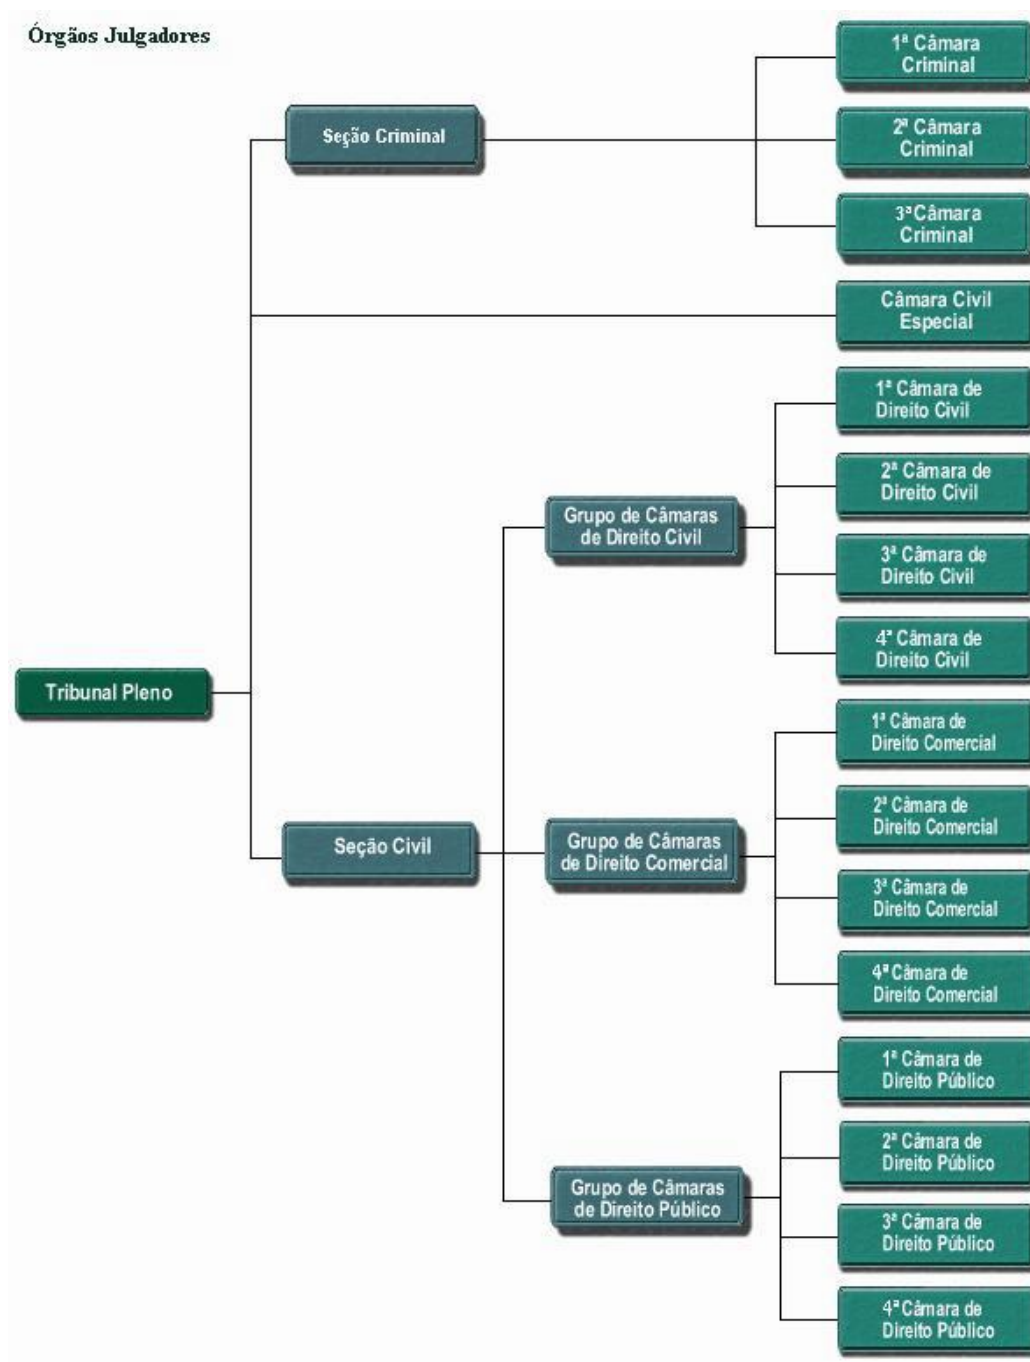 Órgãos Julgadores
1ª Câmara
Criminal
Seção Criminal
2ª Câmara
Criminal
3ª Câmara
Criminal
Câmara Civil
Especial
1ª Câmara de
Direito Civil
2ª Câmara de
Direito Civil
Grupo de Câmaras
de Direito Civil
3ª Câmara de
Direito Civil
4ª Câmara de
Direito Civil
Tribunal Pleno
1ª Câmara de
Direito Comercial
2ª Câmara de
Direito Comercial
Seção Civil
Grupo de Câmaras
de Direito Comercial
3ª Câmara de
Direito Comercial
4ª Câmara de
Direito Comercial
1ª Câmara de
Direito Público
2ª Câmara de
Direito Público
Grupo de Câmaras
de Direito Público
3ª Câmara de
Direito Público
4ª Câmara de
Direito Público